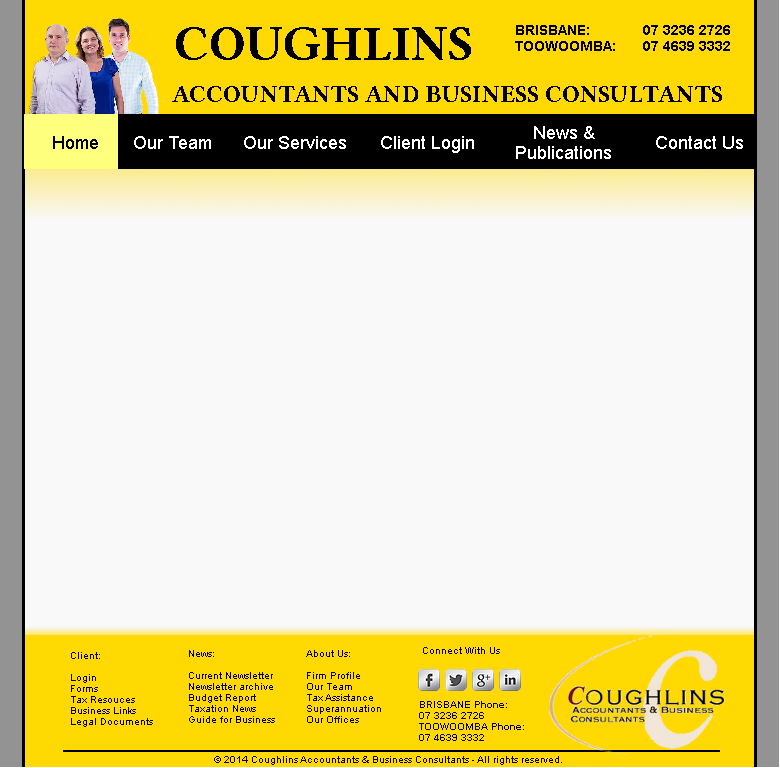 COUGHLINS
BRISBANE: 07 3236 2726
TOOWOOMBA: 07 4639 3332
ACCOUNTANTS AND BUSINESS CONSULTANTS
Home
Our Team
Our Services
Client Login
News &
Publications
Contact Us
Client:
Login
Forms
Tax Resouces
Business Links
Legal Documents
News:
Current Newsletter
Newsletter archive
Budget Report
Taxation News
Guide for Business
About Us:
Firm Profile
Our Team
Tax Assistance
Superannuation
Our Offices
Connect With Us
f
g+
in
BRISBANE Phone:
07 3236 2726
TOOWOOMBA Phone:
07 4639 3332
C
COUGHLINS
ACCOUNTANTS & BUSINESS
CONSULTANTS
© 2014 Coughlins Accountants & Business Consultants - All rights reserved.